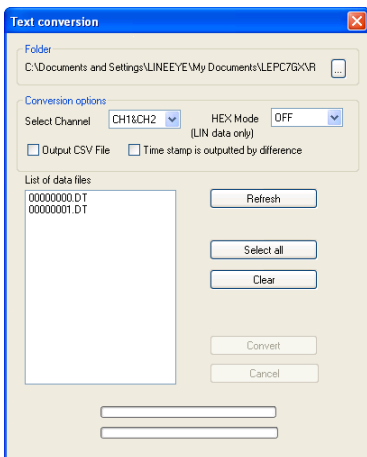 Text conversion
Folder
C:\Documents and Settings\LINEEYE\My Documents\LEPC7GX\R
...
Conversion options
Select Channel CH1&CH2 HEX Mode OFF
(LIN data only)
Output CSV File Time stamp is outputted by difference
List of data files
00000000.DT
00000001.DT
Refresh
Select all
Clear
Convert
Cancel